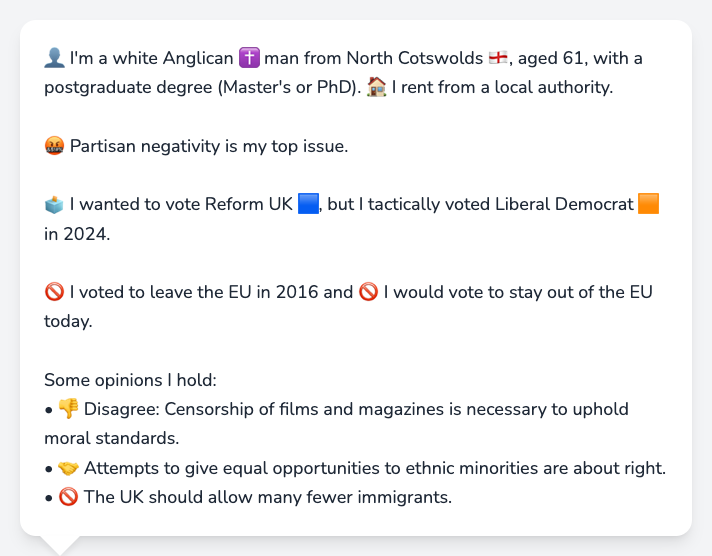 👤 I'm a white Anglican ✝️ man from North Cotswolds 🏴󠁧󠁢󠁥󠁮󠁧󠁿, aged 61, with a
postgraduate degree (Master's or PhD). 🏠 I rent from a local authority.
🤬 Partisan negativity is my top issue.
🗳️ I wanted to vote Reform UK 🟦, but I tactically voted Liberal Democrat 🟧
in 2024.
🚫 I voted to leave the EU in 2016 and 🚫 I would vote to stay out of the EU
today.
Some opinions I hold:
• 👎 Disagree: Censorship of films and magazines is necessary to uphold
moral standards.
• 🤝 Attempts to give equal opportunities to ethnic minorities are about right.
• 🚫 The UK should allow many fewer immigrants.